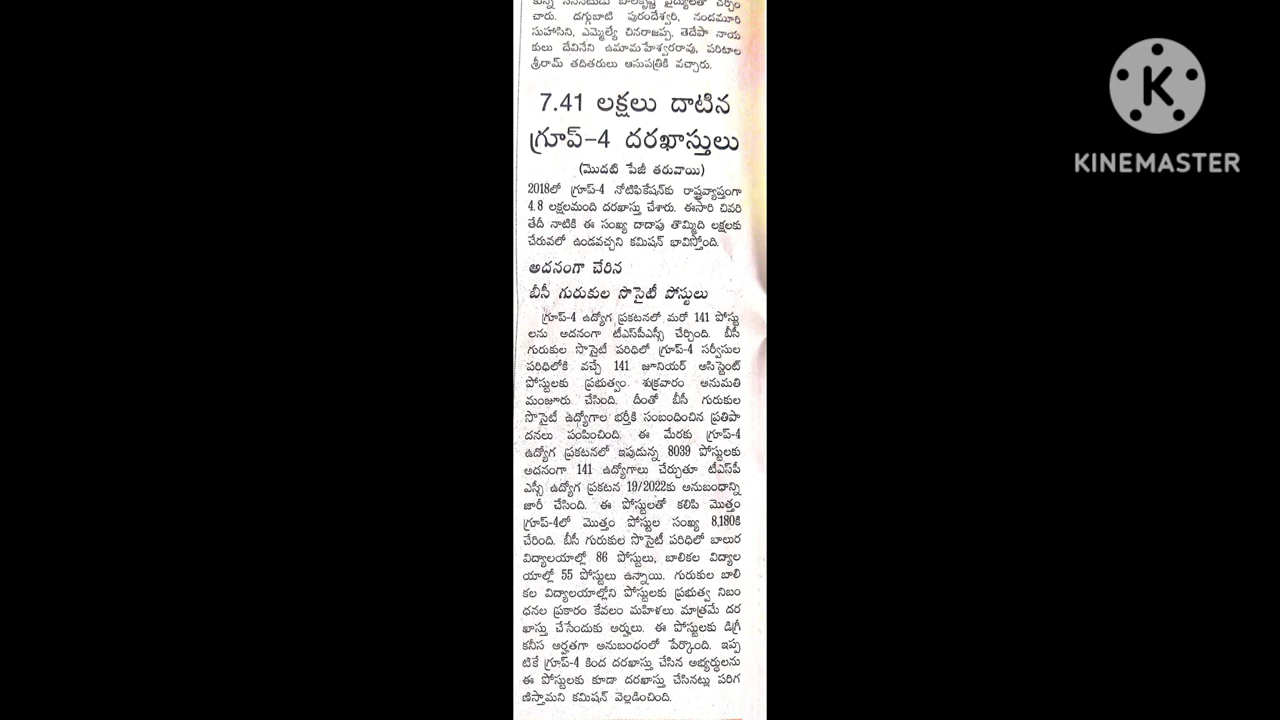 కున్న సినీనటుడు బాలకృష్ణ వైద్యులతో చర్చిం
చారు. దగ్గుబాటి పురందేశ్వరి, నందమూరి
సుహాసిని, ఎమ్మెల్యే చినరాజప్ప, తెదేపా నాయ
కులు దేవినేని ఉమామహేశ్వరరావు, పరిటాల
శ్రీరామ్ తదితరులు ఆసుపత్రికి వచ్చారు.
7.41 లక్షలు దాటిన
గ్రూప్-4 దరఖాస్తులు
(మొదటి పేజీ తరువాయి)
2018లో గ్రూప్-4 నోటిఫికేషన్‌కు రాష్ట్రవ్యాప్తంగా
4.8 లక్షలమంది దరఖాస్తు చేశారు. ఈసారి చివరి
తేదీ నాటికి ఈ సంఖ్య దాదాపు తొమ్మిది లక్షలకు
చేరువలో ఉండవచ్చని కమిషన్ భావిస్తోంది.
అదనంగా చేరిన
బీసీ గురుకుల సొసైటీ పోస్టులు
గ్రూప్-4 ఉద్యోగ ప్రకటనలో మరో 141 పోస్టు
లను అదనంగా టీఎస్‌పీఎస్సీ చేర్చింది. బీసీ
గురుకుల సొసైటీ పరిధిలో గ్రూప్-4 సర్వీసుల
పరిధిలోకి వచ్చే 141 జూనియర్ అసిస్టెంట్
పోస్టులకు ప్రభుత్వం శుక్రవారం అనుమతి
మంజూరు చేసింది. దీంతో బీసీ గురుకుల
సొసైటీ ఉద్యోగాల భర్తీకి సంబంధించిన ప్రతిపా
దనలు పంపించింది. ఈ మేరకు గ్రూప్-4
ఉద్యోగ ప్రకటనలో ఇపుడున్న 8039 పోస్టులకు
అదనంగా 141 ఉద్యోగాలు చేర్చుతూ టీఎస్‌పీ
ఎస్సీ ఉద్యోగ ప్రకటన 19/2022కు అనుబంధాన్ని
జారీ చేసింది. ఈ పోస్టులతో కలిపి మొత్తం
గ్రూప్-4లో మొత్తం పోస్టుల సంఖ్య 8,180కి
చేరింది. బీసీ గురుకుల సొసైటీ పరిధిలో బాలుర
విద్యాలయాల్లో 86 పోస్టులు, బాలికల విద్యాల
యాల్లో 55 పోస్టులు ఉన్నాయి. గురుకుల బాలి
కల విద్యాలయాల్లోని పోస్టులకు ప్రభుత్వ నిబం
ధనల ప్రకారం కేవలం మహిళలు మాత్రమే దర
ఖాస్తు చేసేందుకు అర్హులు. ఈ పోస్టులకు డిగ్రీ
కనీస అర్హతగా అనుబంధంలో పేర్కొంది. ఇప్ప
టికే గ్రూప్-4 కింద దరఖాస్తు చేసిన అభ్యర్థులను
ఈ పోస్టులకు కూడా దరఖాస్తు చేసినట్లు పరిగ
ణిస్తామని కమిషన్ వెల్లడించింది.
KINEMASTER